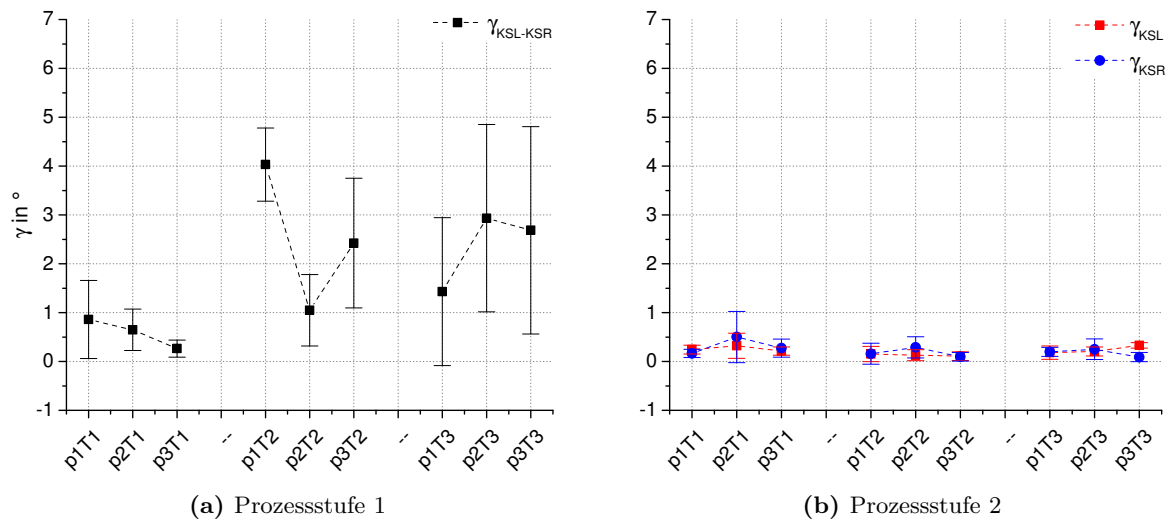 7
6
5
4
3
2
1
0
-1
γ in °
γKSL-KSR
p1T1
p2T1
p3T1
--
p1T2
p2T2
p3T2
--
p1T3
p2T3
p3T3
(a) Prozessstufe 1
7
6
5
4
3
2
1
0
-1
γKSL
γKSR
p1T1
p2T1
p3T1
--
p1T2
p2T2
p3T2
--
p1T3
p2T3
p3T3
(b) Prozessstufe 2